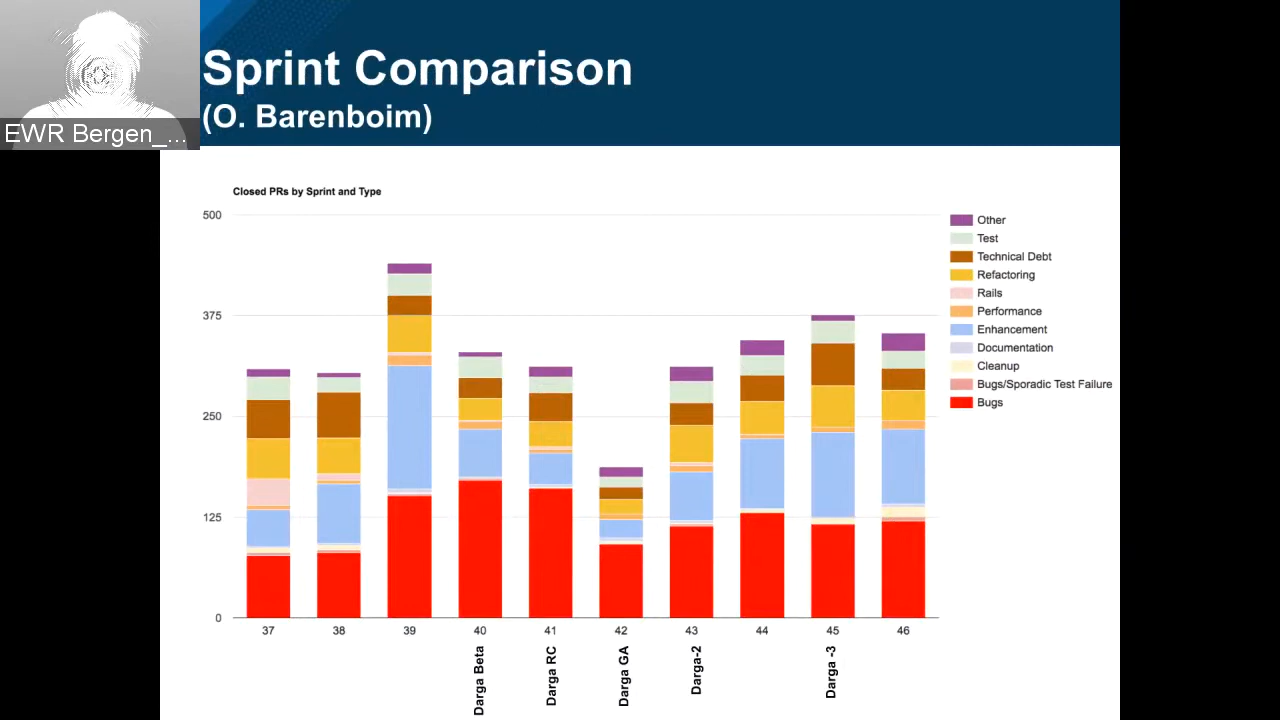 Sprint Comparison
(O. Barenboim)
EWR Bergen_...
Closed PRs by Sprint and Type
500
375
250
125
0
37
38
39
40
41
42
43
44
45
46
Darga Beta
Darga RC
Darga GA
Darga-2
Darga -3
Other
Test
Technical Debt
Refactoring
Rails
Performance
Enhancement
Documentation
Cleanup
Bugs/Sporadic Test Failure
Bugs